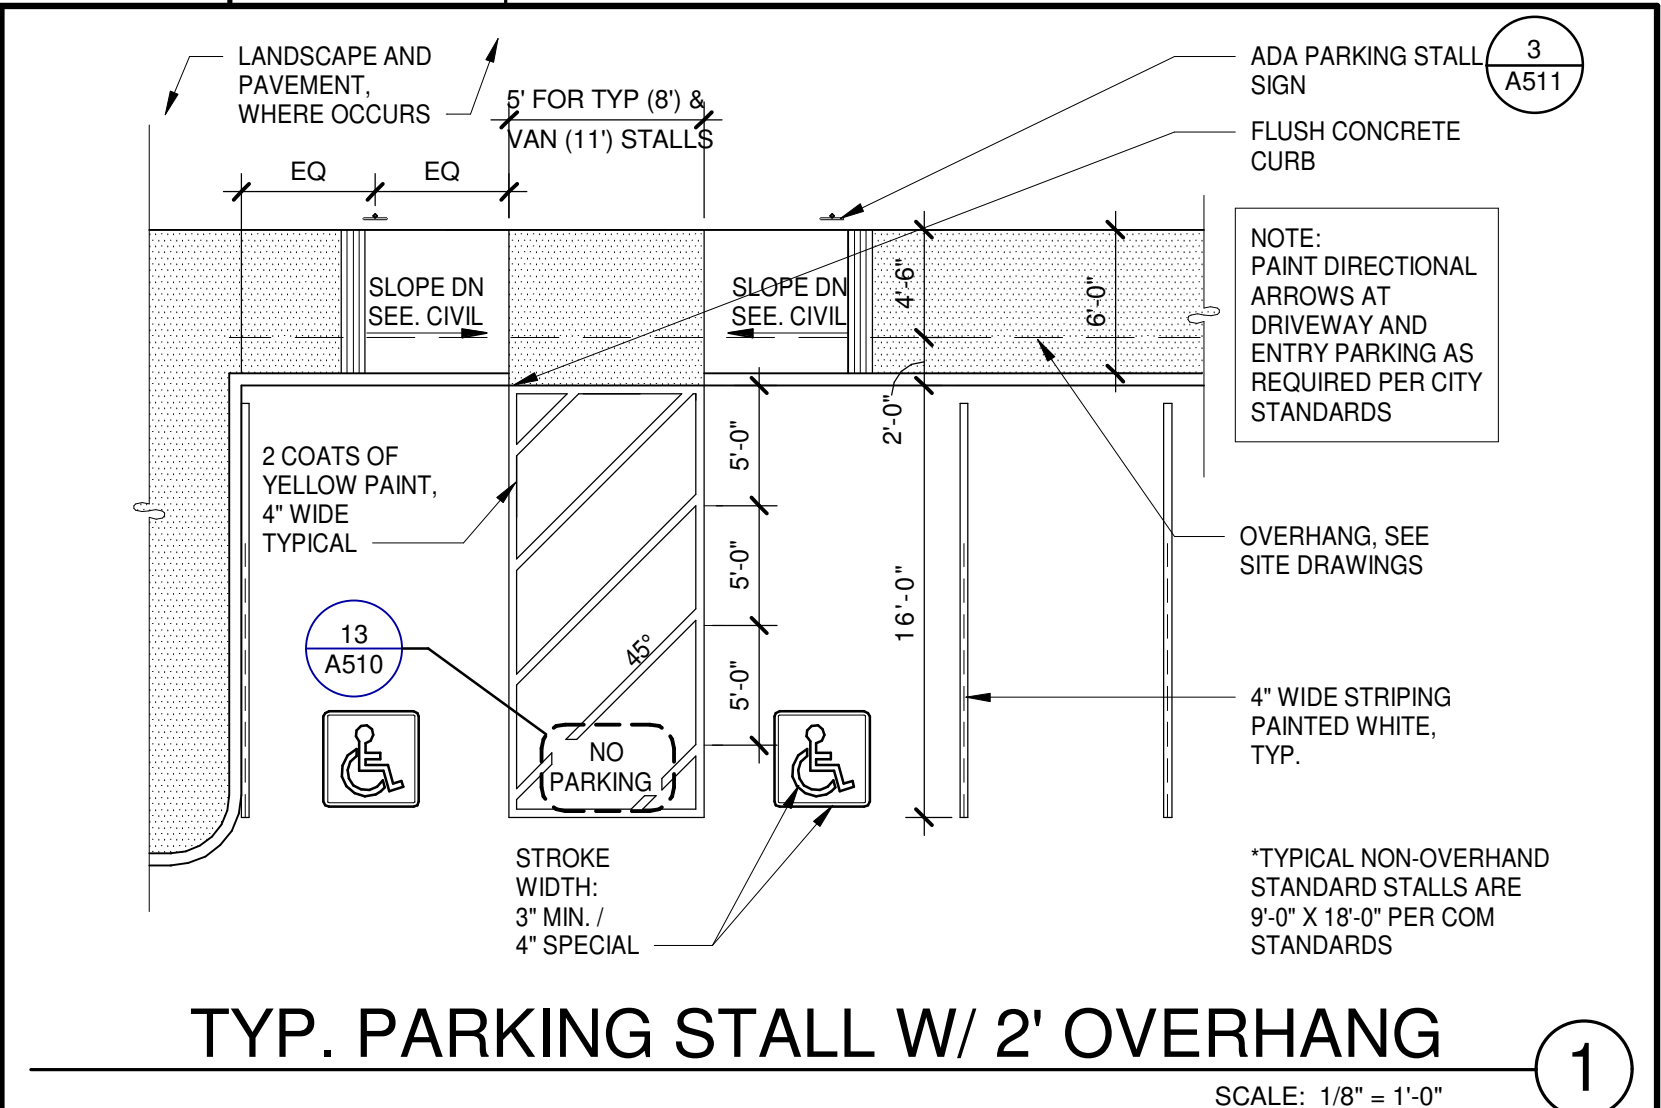 LANDSCAPE AND
PAVEMENT,
WHERE OCCURS
5' FOR TYP (8') &
VAN (11') STALLS
EQ
EQ
ADA PARKING STALL
SIGN
3
A511
FLUSH CONCRETE
CURB
NOTE:
PAINT DIRECTIONAL
ARROWS AT
DRIVEWAY AND
ENTRY PARKING AS
REQUIRED PER CITY
STANDARDS
SLOPE DN
SEE. CIVIL
SLOPE DN
SEE. CIVIL
4'-6"
6'-0"
2'-0"
2 COATS OF
YELLOW PAINT,
4" WIDE
TYPICAL
5'-0"
5'-0"
5'-0"
16'-0"
45°
OVERHANG, SEE
SITE DRAWINGS
13
A510
NO
PARKING
4" WIDE STRIPING
PAINTED WHITE,
TYP.
STROKE
WIDTH:
3" MIN. /
4" SPECIAL
*TYPICAL NON-OVERHAND
STANDARD STALLS ARE
9'-0" X 18'-0" PER COM
STANDARDS
TYP. PARKING STALL W/ 2' OVERHANG
1
SCALE: 1/8" = 1'-0"